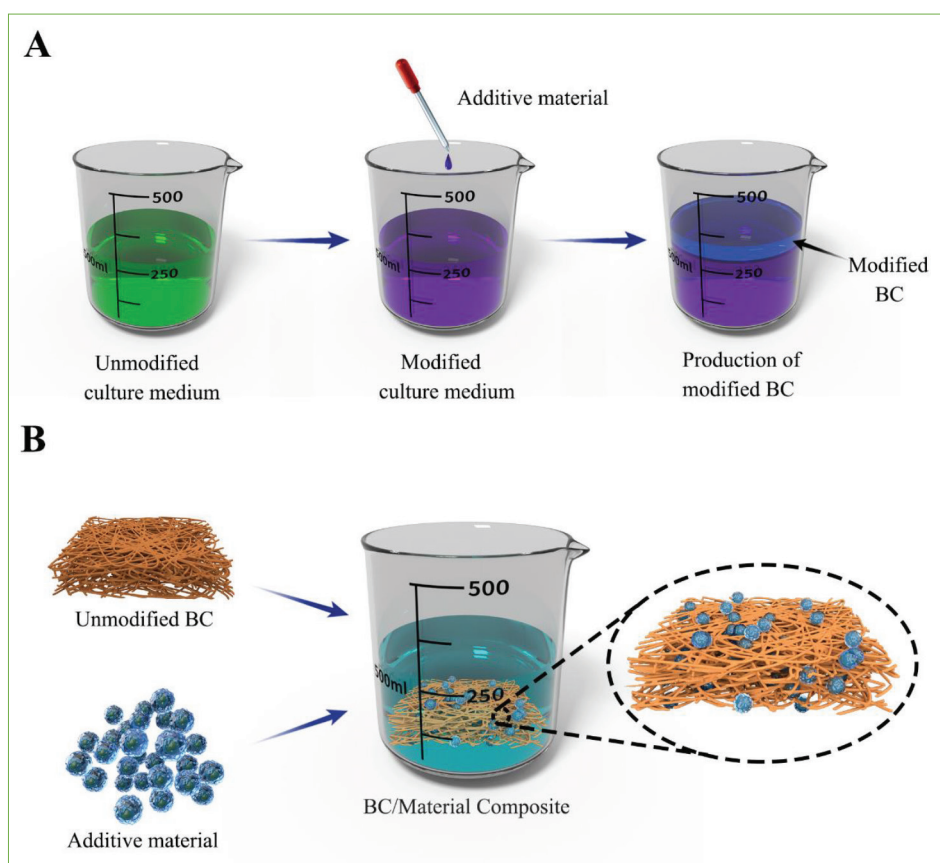 A
Additive material
500
500ml
250
500
500ml
250
500
500ml
250
Modified
BC
Unmodified
culture medium
Modified
culture medium
Production of
modified BC
B
Unmodified BC
500
500ml
250
Additive material
BC/Material Composite